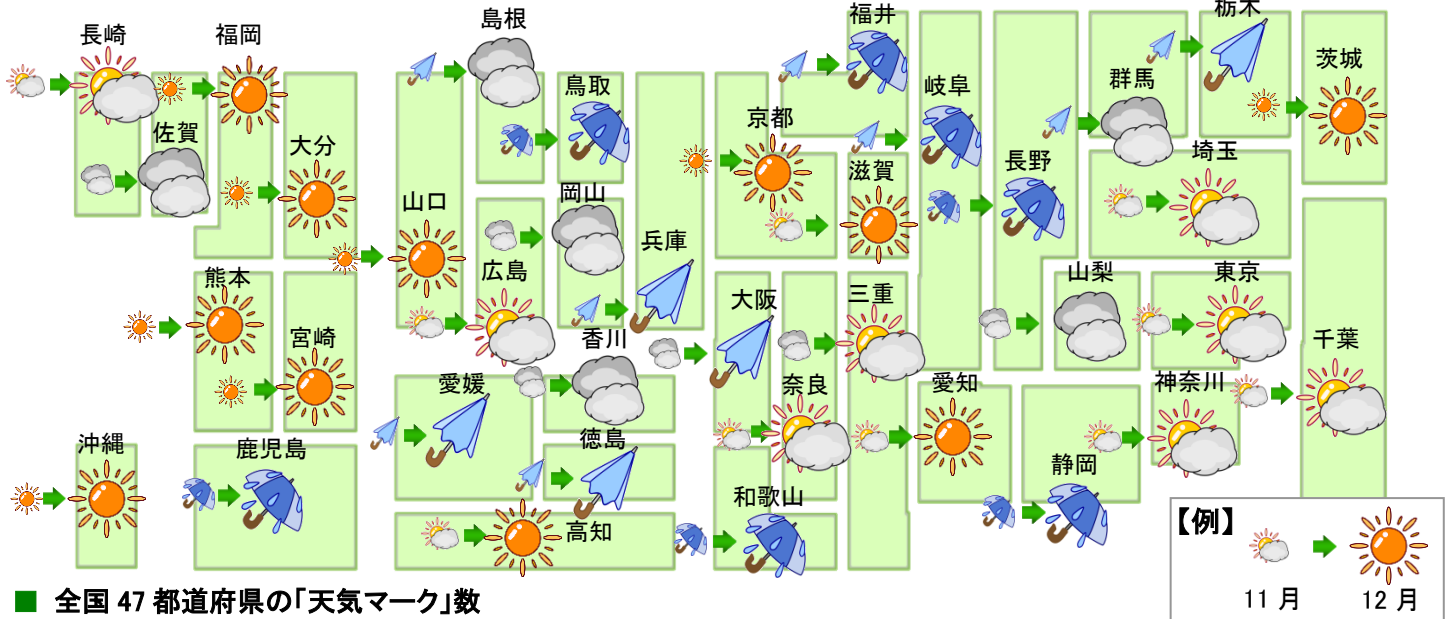 島根
福井
栃木
長崎
福岡
鳥取
岐阜
群馬
茨城
佐賀
大分
京都
滋賀
長野
埼玉
山口
岡山
兵庫
広島
熊本
宮崎
大阪
三重
山梨
東京
千葉
香川
愛媛
奈良
愛知
神奈川
沖縄
鹿児島
徳島
静岡
和歌山
高知
【例】
11月
12月
■ 全国 47 都道府県の「天気マーク」数